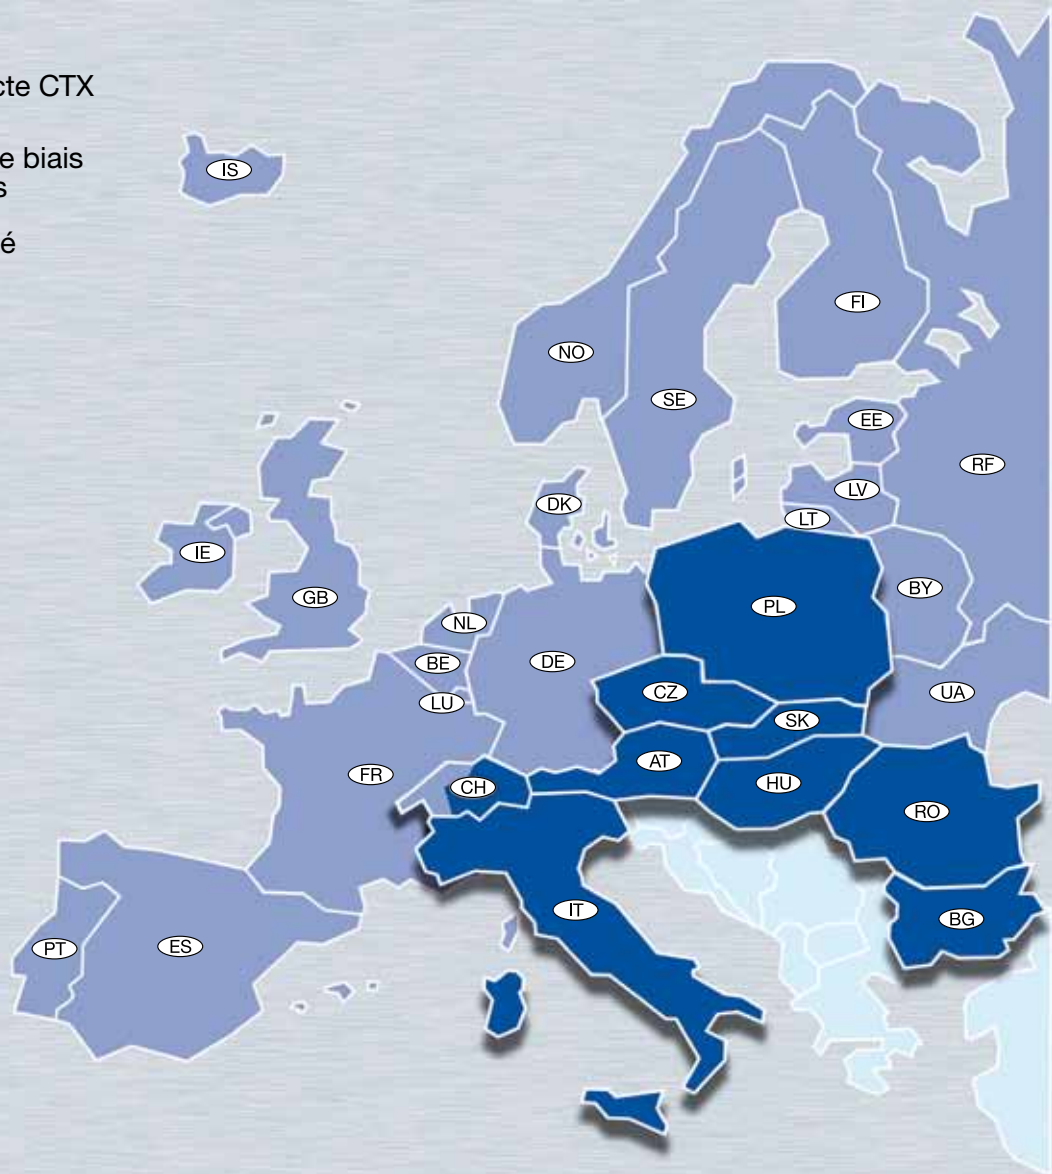 cte CTX
e biais
s
é
IS
FI
NO
SE
EE
RF
LV
DK
LT
IE
BY
GB
PL
NL
BE
DE
CZ
UA
LU
SK
AT
FR
HU
CH
RO
IT
BG
PT
ES